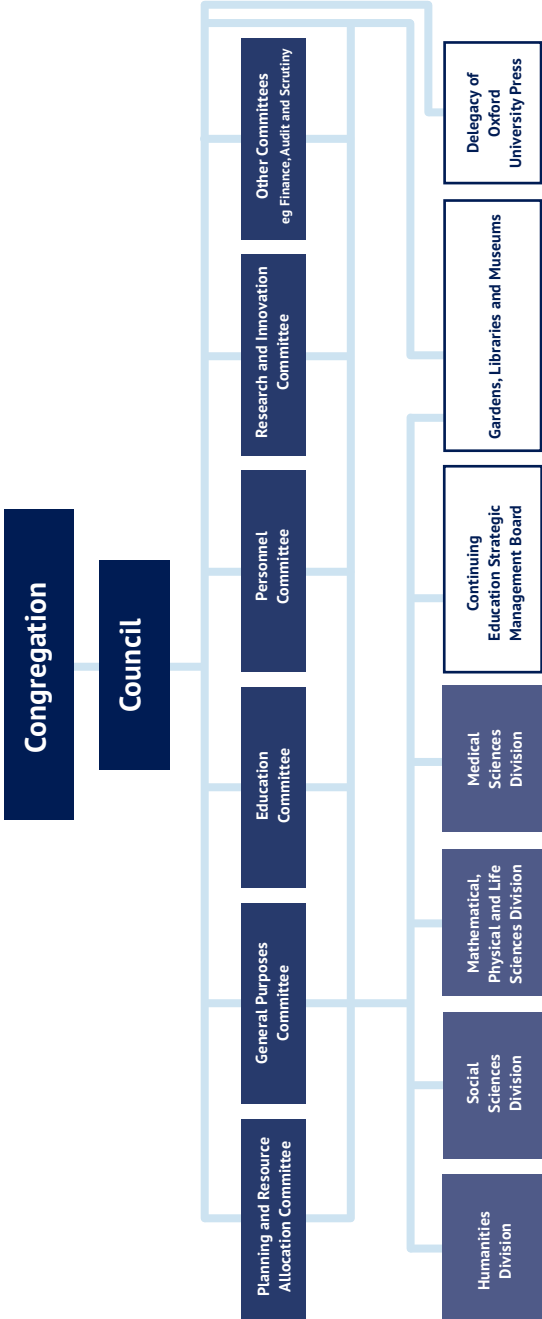 Congregation
Council
Planning and Resource
Allocation Committee
General Purposes
Committee
Education
Committee
Personnel
Committee
Research and Innovation
Committee
Other Committees
eg Finance, Audit and Scrutiny
Humanities
Division
Social
Sciences
Division
Mathematical,
Physical and Life
Sciences Division
Medical
Sciences
Division
Continuing
Education Strategic
Management Board
Gardens, Libraries and Museums
Delegacy of
Oxford
University Press